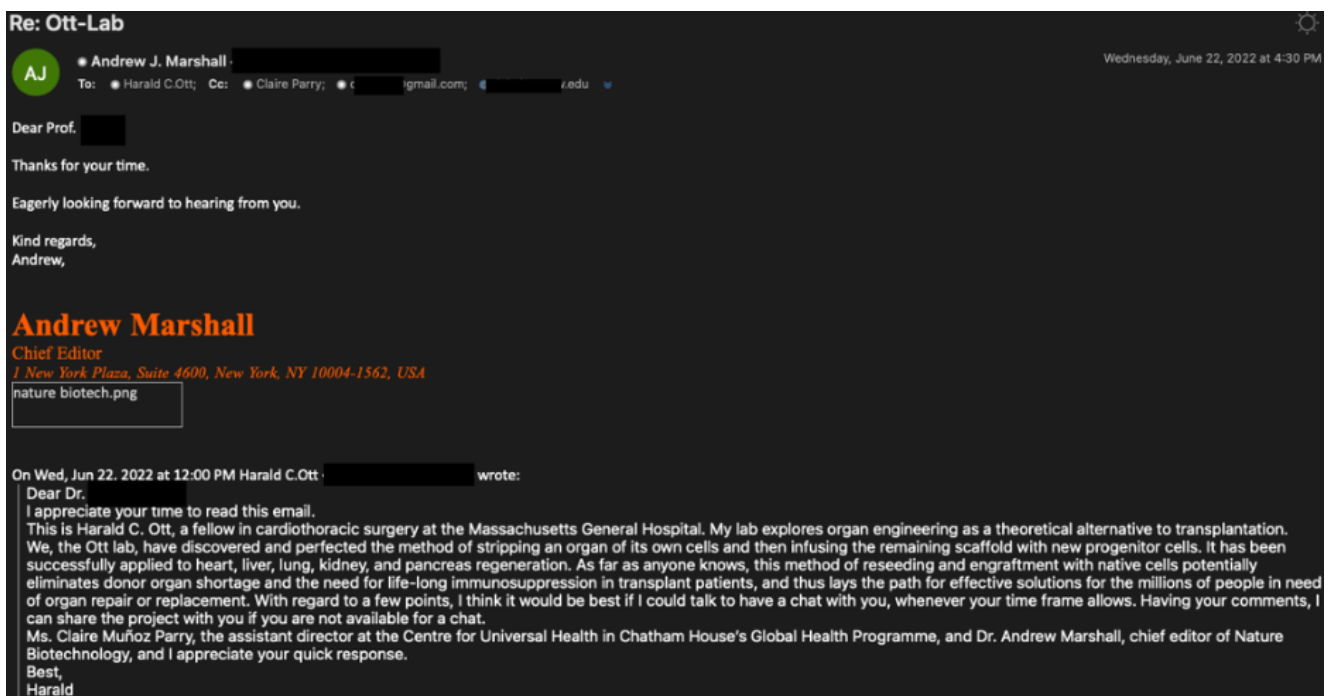 Re: Ott-Lab
AJ
Andrew J. Marshall
Wednesday, June 22, 2022 at 4:30 PM
To: Harald C.Ott; Cc: Claire Parry; gmail.com; .edu
Dear Prof.
Thanks for your time.
Eagerly looking forward to hearing from you.
Kind regards,
Andrew,
Andrew Marshall
Chief Editor
1 New York Plaza, Suite 4600, New York, NY 10004-1562, USA
nature biotech.png
On Wed, Jun 22. 2022 at 12:00 PM Harald C.Ott wrote:
Dear Dr.
I appreciate your time to read this email.
This is Harald C. Ott, a fellow in cardiothoracic surgery at the Massachusetts General Hospital. My lab explores organ engineering as a theoretical alternative to transplantation.
We, the Ott lab, have discovered and perfected the method of stripping an organ of its own cells and then infusing the remaining scaffold with new progenitor cells. It has been
successfully applied to heart, liver, lung, kidney, and pancreas regeneration. As far as anyone knows, this method of reseeding and engraftment with native cells potentially
eliminates donor organ shortage and the need for life-long immunosuppression in transplant patients, and thus lays the path for effective solutions for the millions of people in need
of organ repair or replacement. With regard to a few points, I think it would be best if I could talk to have a chat with you, whenever your time frame allows. Having your comments, I
can share the project with you if you are not available for a chat.
Ms. Claire Muñoz Parry, the assistant director at the Centre for Universal Health in Chatham House's Global Health Programme, and Dr. Andrew Marshall, chief editor of Nature
Biotechnology, and I appreciate your quick response.
Best,
Harald